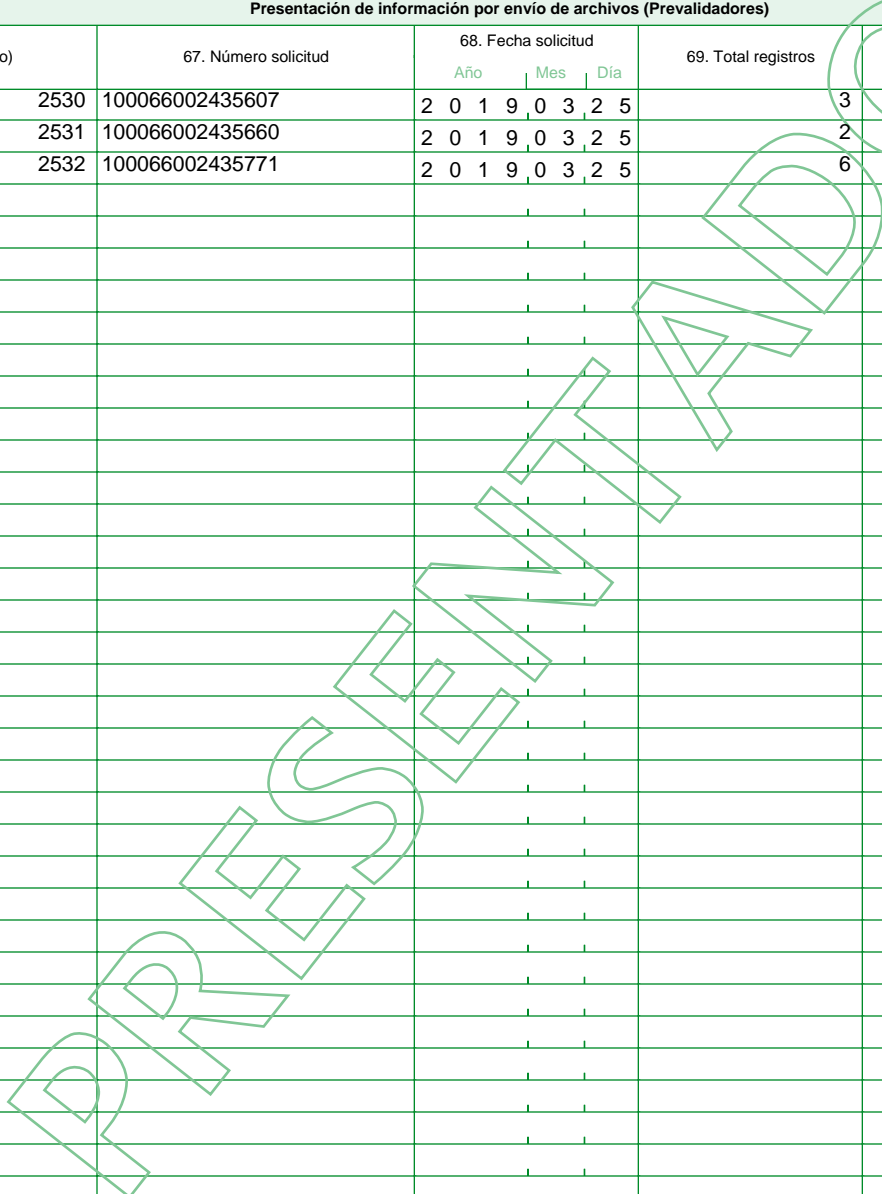 Presentación de información por envío de archivos (Prevalidadores)
o) 67. Número solicitud 68. Fecha solicitud 69. Total registros
Año Mes Día
2530 100066002435607 2 0 1 9 0 3 2 5 3
2531 100066002435660 2 0 1 9 0 3 2 5 2
2532 100066002435771 2 0 1 9 0 3 2 5 6
PRESENTADO